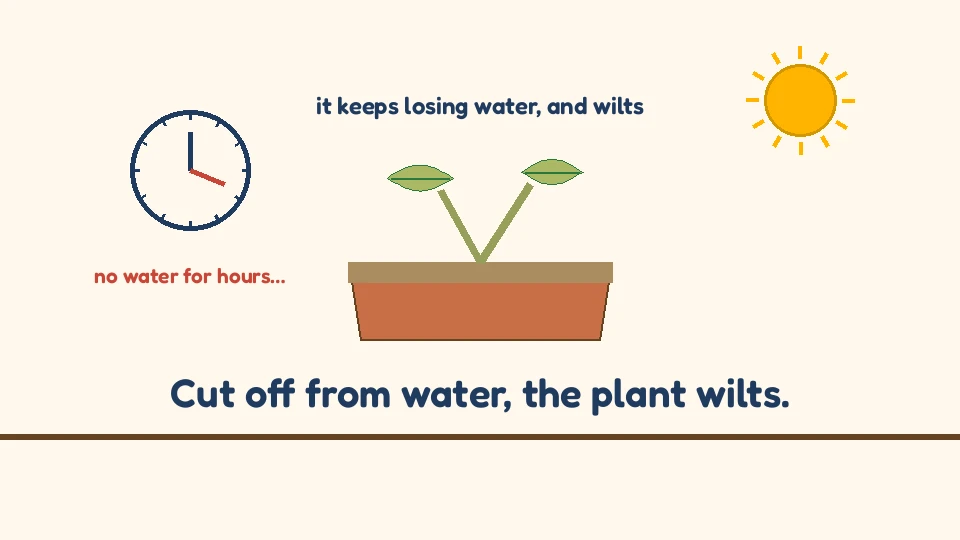 it keeps losing water, and wilts
no water for hours...
Cut off from water, the plant wilts.